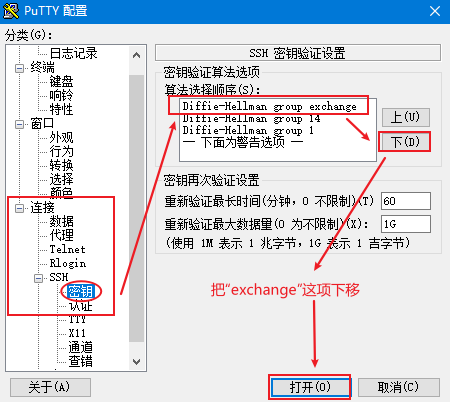 PuTTY 配置
分类(G):
日志记录
终端
键盘
响铃
特性
窗口
外观
行为
转换
选择
颜色
连接
数据
代理
Telnet
Rlogin
SSH
密钥
认证
TTY
X11
通道
查错
SSH 密钥验证设置
密钥验证算法选项
算法选择顺序(S):
Diffie-Hellman group exchange
Diffie-Hellman group 14
Diffie-Hellman group 1
— 下面为警告选项 —
上(U)
下(D)
密钥再次验证设置
重新验证最长时间(分钟, 0 不限制)(T) 60
重新验证最大数据量(0 为不限制)(X): 1G
(使用 1M 表示 1 兆字节, 1G 表示 1 吉字节)
把“exchange”这项下移
关于(A)
打开(O)
取消(C)